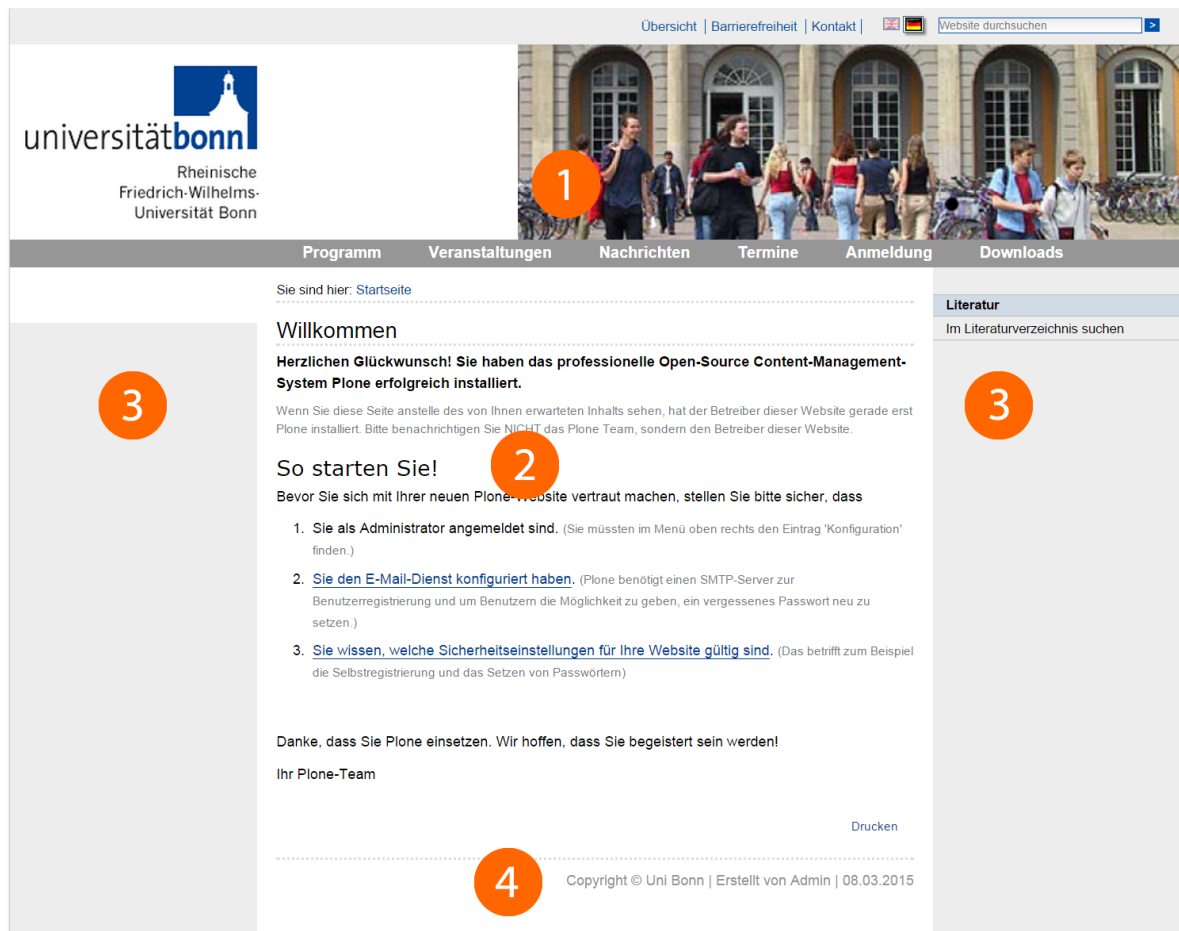 Übersicht | Barrierefreiheit | Kontakt |
Website durchsuchen >
universitätbonn
Rheinische
Friedrich-Wilhelms-
Universität Bonn
1
Programm Veranstaltungen Nachrichten Termine Anmeldung Downloads
Sie sind hier: Startseite
Literatur
Im Literaturverzeichnis suchen
Willkommen
Herzlichen Glückwunsch! Sie haben das professionelle Open-Source Content-Management-
System Plone erfolgreich installiert.
3
3
Wenn Sie diese Seite anstelle des von Ihnen erwarteten Inhalts sehen, hat der Betreiber dieser Website gerade erst
Plone installiert. Bitte benachrichtigen Sie NICHT das Plone Team, sondern den Betreiber dieser Website.
So starten Sie!
2
Bevor Sie sich mit Ihrer neuen Plone-Website vertraut machen, stellen Sie bitte sicher, dass
1. Sie als Administrator angemeldet sind. (Sie müssten im Menü oben rechts den Eintrag 'Konfiguration'
finden.)
2. Sie den E-Mail-Dienst konfiguriert haben. (Plone benötigt einen SMTP-Server zur
Benutzerregistrierung und um Benutzern die Möglichkeit zu geben, ein vergessenes Passwort neu zu
setzen.)
3. Sie wissen, welche Sicherheitseinstellungen für Ihre Website gültig sind. (Das betrifft zum Beispiel
die Selbstregistrierung und das Setzen von Passwörtern)
Danke, dass Sie Plone einsetzen. Wir hoffen, dass Sie begeistert sein werden!
Ihr Plone-Team
Drucken
4
Copyright © Uni Bonn | Erstellt von Admin | 08.03.2015